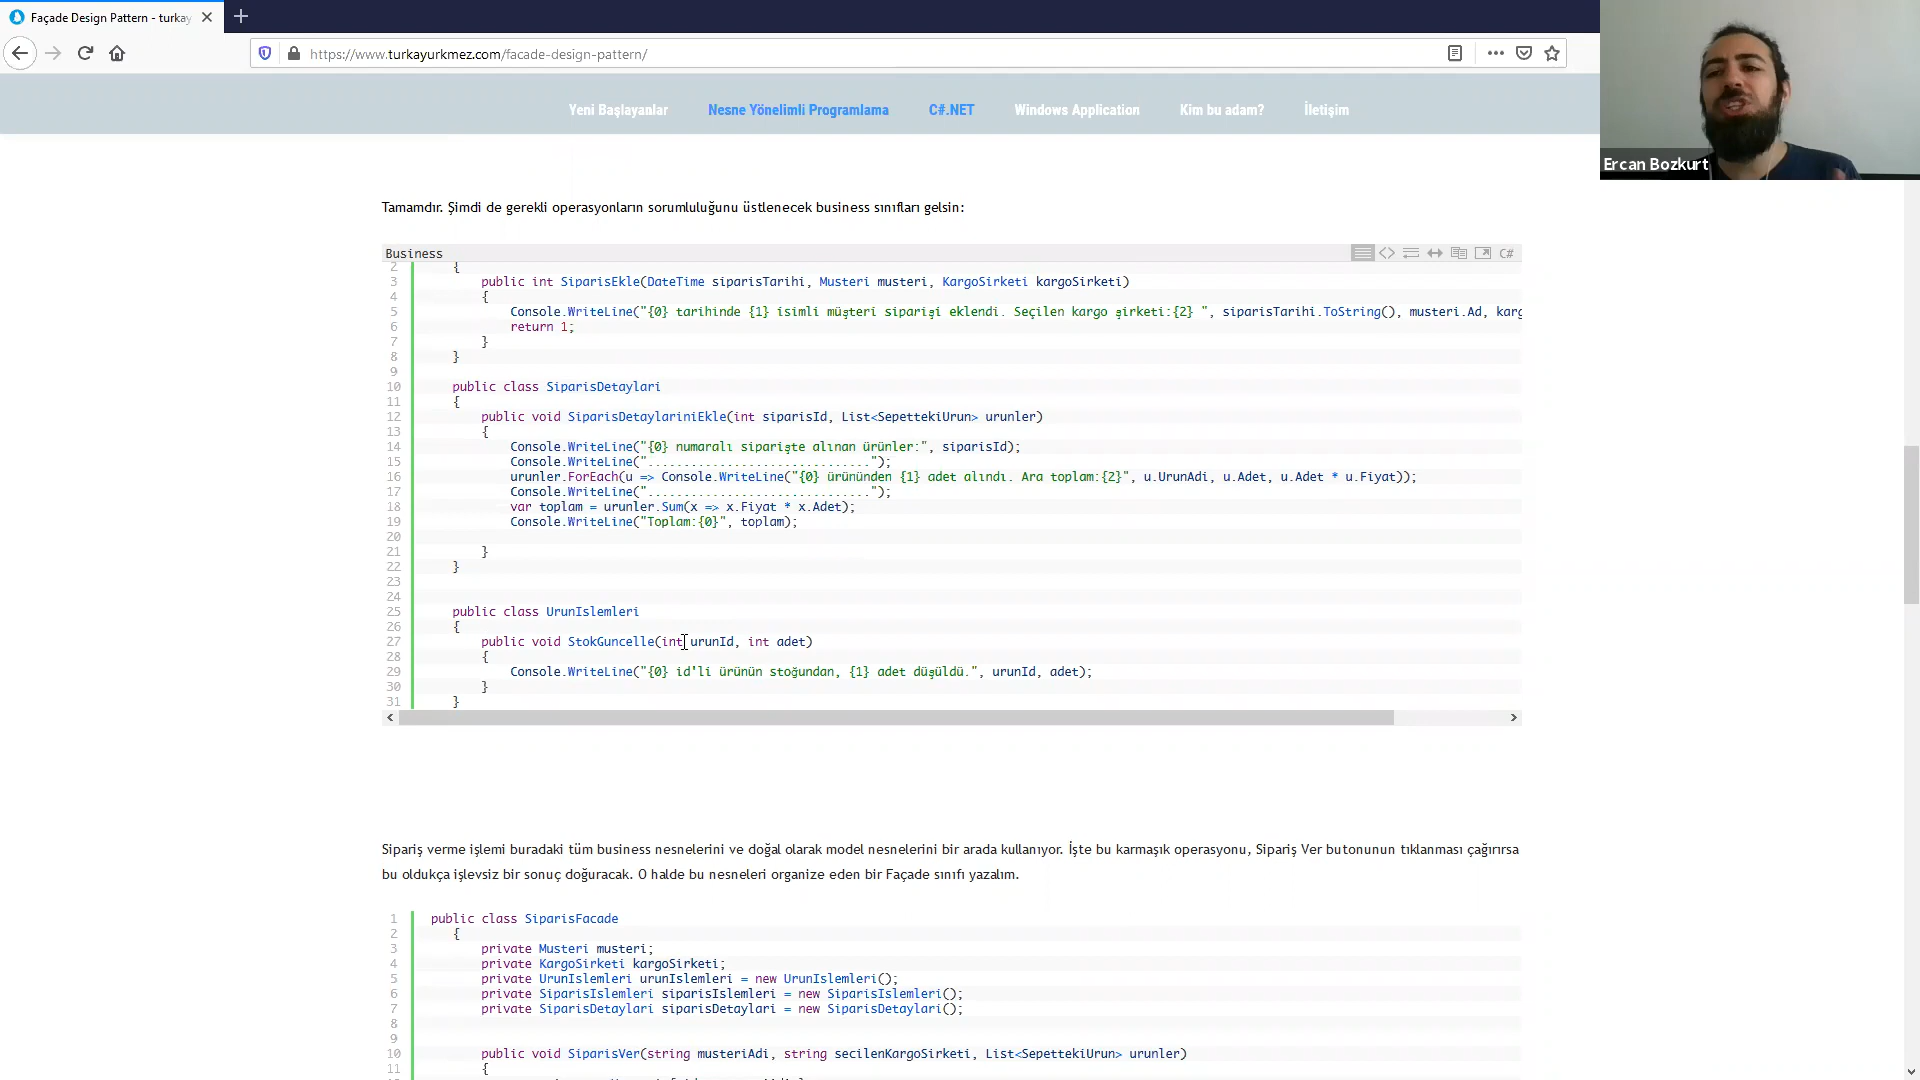 Façade Design Pattern - turkay
https://www.turkayurkmez.com/facade-design-pattern/
Yeni Başlayanlar Nesne Yönelimli Programlama C#.NET Windows Application Kim bu adam? İletişim
Ercan Bozkurt
Tamamdır. Şimdi de gerekli operasyonların sorumluluğunu üstlenecek business sınıfları gelsin:
Business C#
2 {
3 public int SiparisEkle(DateTime siparisTarihi, Musteri musteri, KargoSirketi kargoSirketi)
4 {
5 Console.WriteLine("{0} tarihinde {1} isimli müşteri siparişi eklendi. Seçilen kargo şirketi:{2} ", siparisTarihi.ToString(), musteri.Ad, karg
6 return 1;
7 }
8 }
9
10 public class SiparisDetaylari
11 {
12 public void SiparisDetaylariniEkle(int siparisId, List<SepettekiUrun> urunler)
13 {
14 Console.WriteLine("{0} numaralı siparişte alınan ürünler:", siparisId);
15 Console.WriteLine("...............................");
16 urunler.ForEach(u => Console.WriteLine("{0} ürününden {1} adet alındı. Ara toplam:{2}", u.UrunAdi, u.Adet, u.Adet * u.Fiyat));
17 Console.WriteLine("...............................");
18 var toplam = urunler.Sum(x => x.Fiyat * x.Adet);
19 Console.WriteLine("Toplam:{0}", toplam);
20
21 }
22 }
23
24
25 public class UrunIslemleri
26 {
27 public void StokGuncelle(int urunId, int adet)
28 {
29 Console.WriteLine("{0} id'li ürünün stoğundan, {1} adet düşüldü.", urunId, adet);
30 }
31 }
Sipariş verme işlemi buradaki tüm business nesnelerini ve doğal olarak model nesnelerini bir arada kullanıyor. İşte bu karmaşık operasyonu, Sipariş Ver butonunun tıklanması çağırırsa
bu oldukça işlevsiz bir sonuç doğuracak. O halde bu nesneleri organize eden bir Façade sınıfı yazalım.
1 public class SiparisFacade
2 {
3 private Musteri musteri;
4 private KargoSirketi kargoSirketi;
5 private UrunIslemleri urunIslemleri = new UrunIslemleri();
6 private SiparisIslemleri siparisIslemleri = new SiparisIslemleri();
7 private SiparisDetaylari siparisDetaylari = new SiparisDetaylari();
8
9
10 public void SiparisVer(string musteriAdi, string secilenKargoSirketi, List<SepettekiUrun> urunler)
11 {